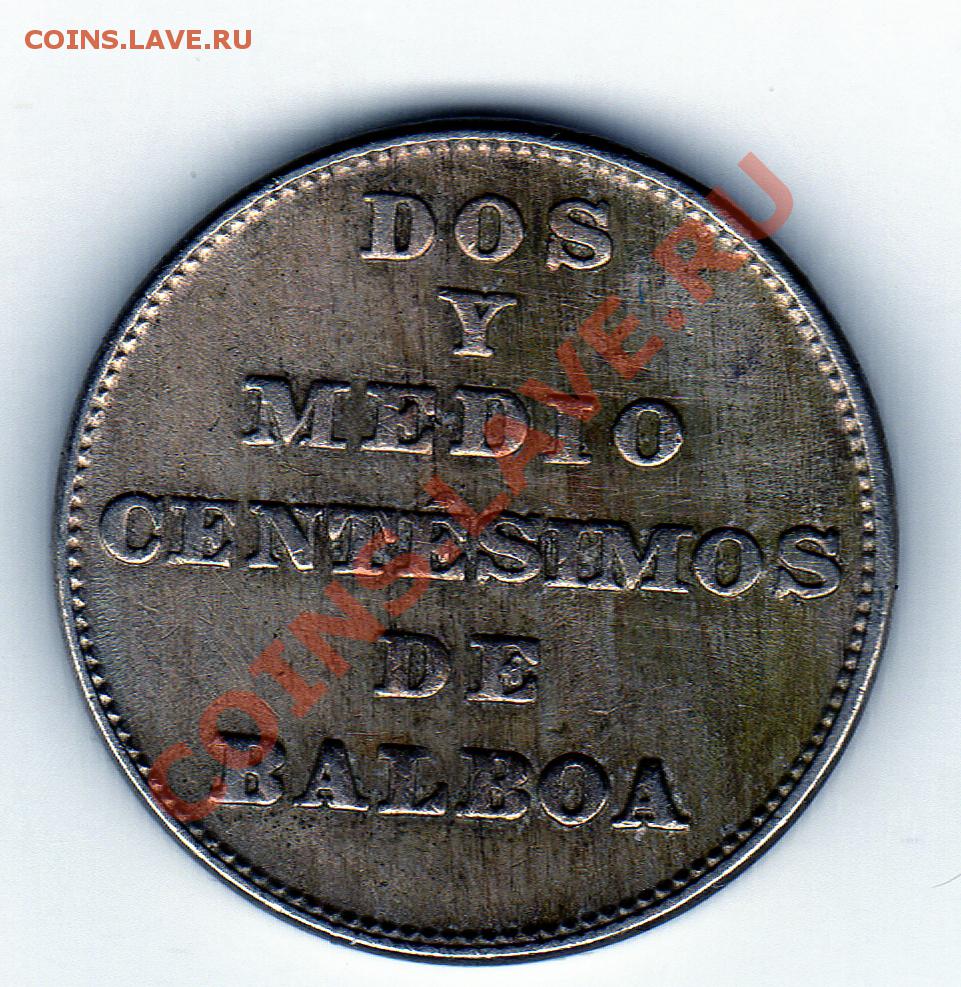 COINS.LAVE.RU
DOS
Y
MEDIO
CENTESIMOS
DE
BALBOA
COINS.LAVE.RU